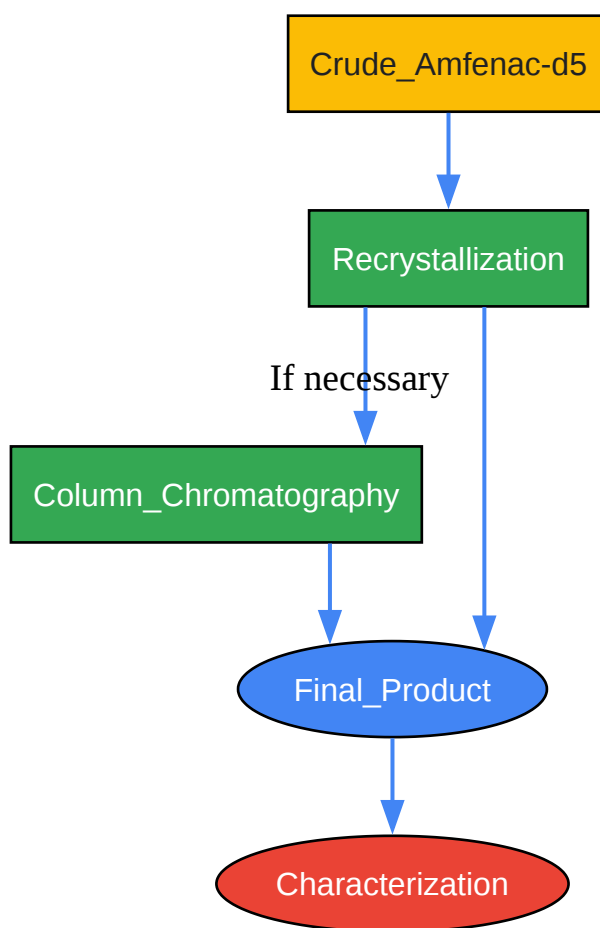 Crude_Amfenac-d5
Recrystallization
If necessary
Column_Chromatography
Final_Product
Characterization